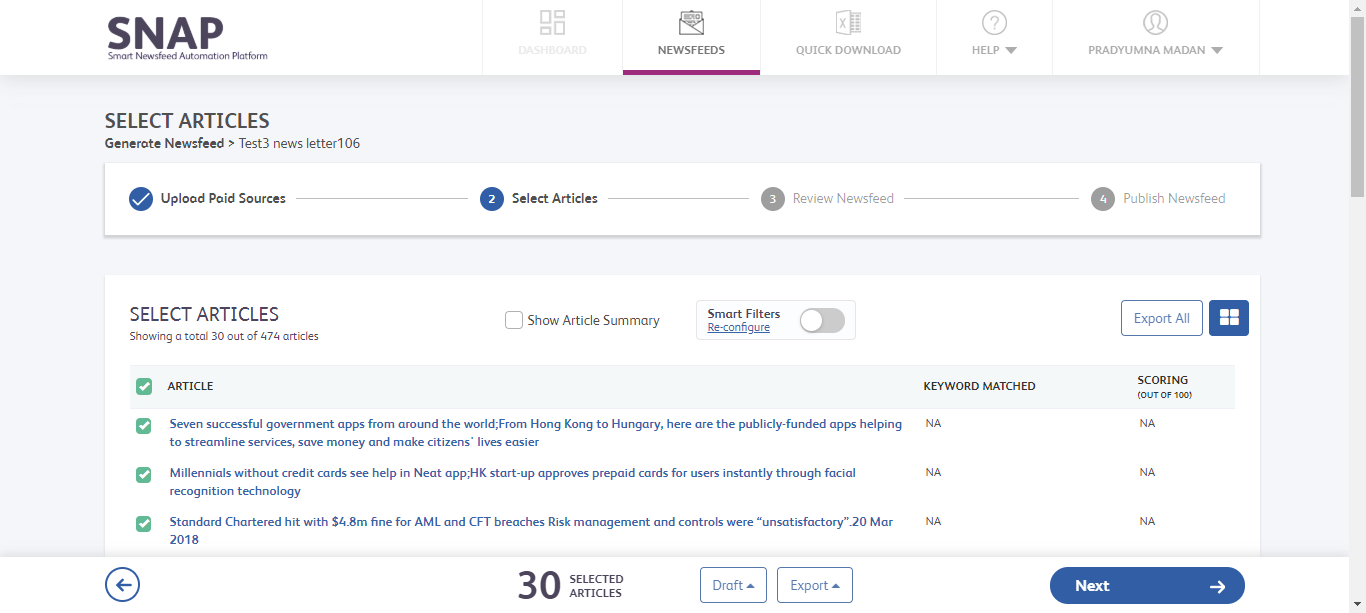 SNAP
Smart Newsfeed Automation Platform
DASHBOARD
NEWSFEEDS
QUICK DOWNLOAD
HELP
PRADYUMNA MADAN
SELECT ARTICLES
Generate Newsfeed > Test3 news letter106
Upload Paid Sources
2 Select Articles
3 Review Newsfeed
4 Publish Newsfeed
SELECT ARTICLES
Showing a total 30 out of 474 articles
Show Article Summary
Smart Filters
Re-configure
Export All
ARTICLE
KEYWORD MATCHED
SCORING
(OUT OF 100)
Seven successful government apps from around the world;From Hong Kong to Hungary, here are the publicly-funded apps helping
to streamline services, save money and make citizens' lives easier
NA
NA
Millennials without credit cards see help in Neat app;HK start-up approves prepaid cards for users instantly through facial
recognition technology
NA
NA
Standard Chartered hit with $4.8m fine for AML and CFT breaches Risk management and controls were “unsatisfactory”.20 Mar
2018
NA
NA
30 SELECTED
ARTICLES
Draft
Export
Next